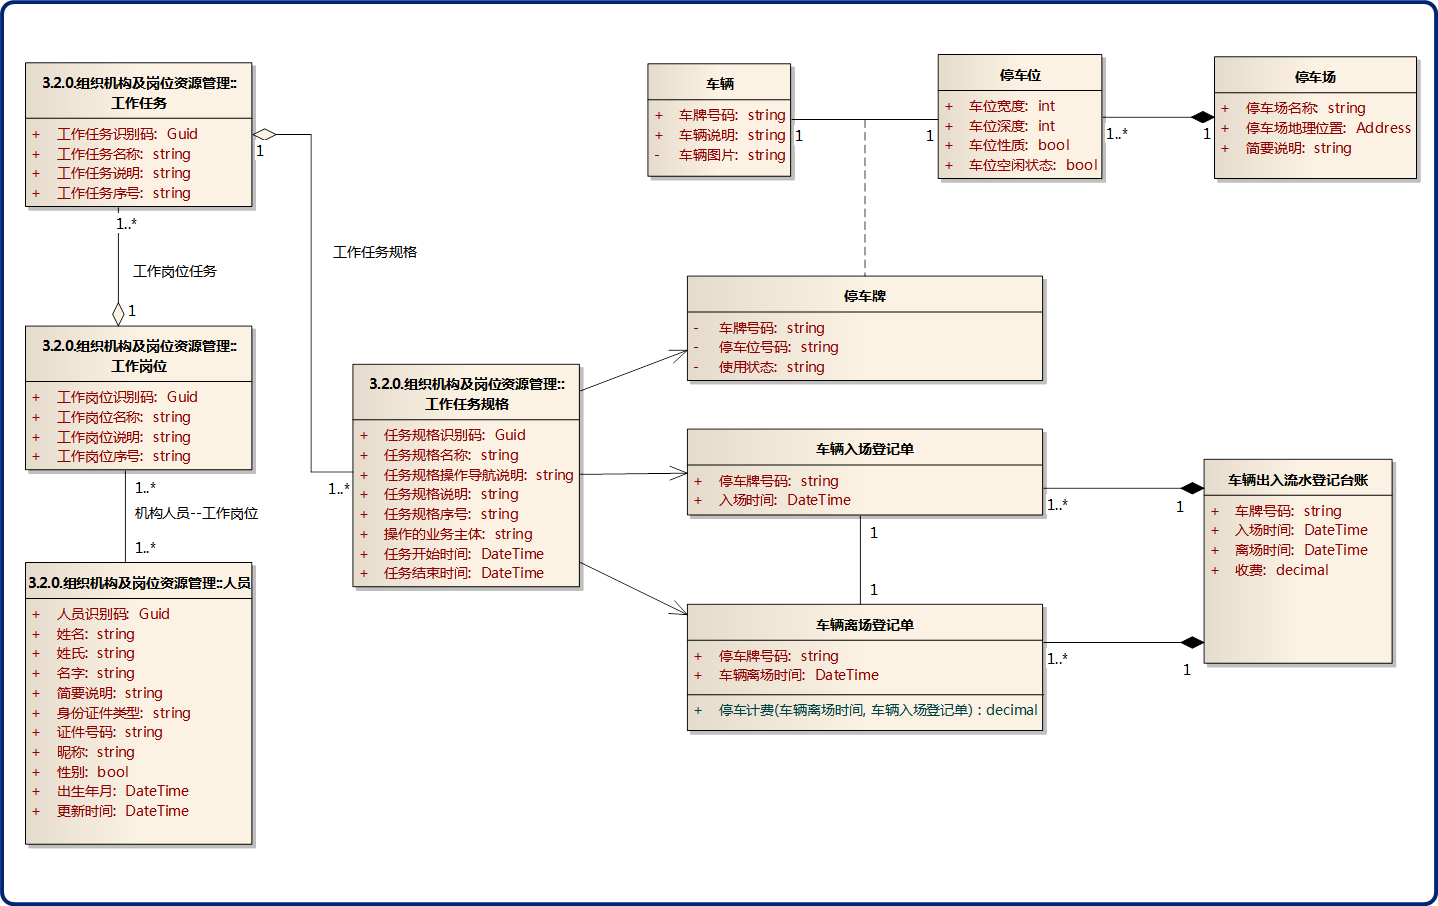 3.2.0.组织机构及岗位资源管理::
工作任务
+ 工作任务识别码: Guid
+ 工作任务名称: string
+ 工作任务说明: string
+ 工作任务序号: string
1
1..*
工作岗位任务
1
工作任务规格
1..*
3.2.0.组织机构及岗位资源管理::
工作岗位
+ 工作岗位识别码: Guid
+ 工作岗位名称: string
+ 工作岗位说明: string
+ 工作岗位序号: string
1..*
机构人员--工作岗位
1..*
3.2.0.组织机构及岗位资源管理::人员
+ 人员识别码: Guid
+ 姓名: string
+ 姓氏: string
+ 名字: string
+ 简要说明: string
+ 身份证件类型: string
+ 证件号码: string
+ 昵称: string
+ 性别: bool
+ 出生年月: DateTime
+ 更新时间: DateTime
3.2.0.组织机构及岗位资源管理::
工作任务规格
+ 任务规格识别码: Guid
+ 任务规格名称: string
+ 任务规格操作导航说明: string
+ 任务规格说明: string
+ 任务规格序号: string
+ 操作的业务主体: string
+ 任务开始时间: DateTime
+ 任务结束时间: DateTime
车辆
+ 车牌号码: string
+ 车辆说明: string
- 车辆图片: string
1
1
停车位
+ 车位宽度: int
+ 车位深度: int
+ 车位性质: bool
+ 车位空闲状态: bool
1..*
1
停车场
+ 停车场名称: string
+ 停车场地理位置: Address
+ 简要说明: string
停车牌
- 车牌号码: string
- 停车位号码: string
- 使用状态: string
车辆入场登记单
+ 停车牌号码: string
+ 入场时间: DateTime
1..*
1
1
1
车辆离场登记单
+ 停车牌号码: string
+ 车辆离场时间: DateTime
+ 停车计费(车辆离场时间, 车辆入场登记单) : decimal
1..*
1
车辆出入流水登记台账
+ 车牌号码: string
+ 入场时间: DateTime
+ 离场时间: DateTime
+ 收费: decimal